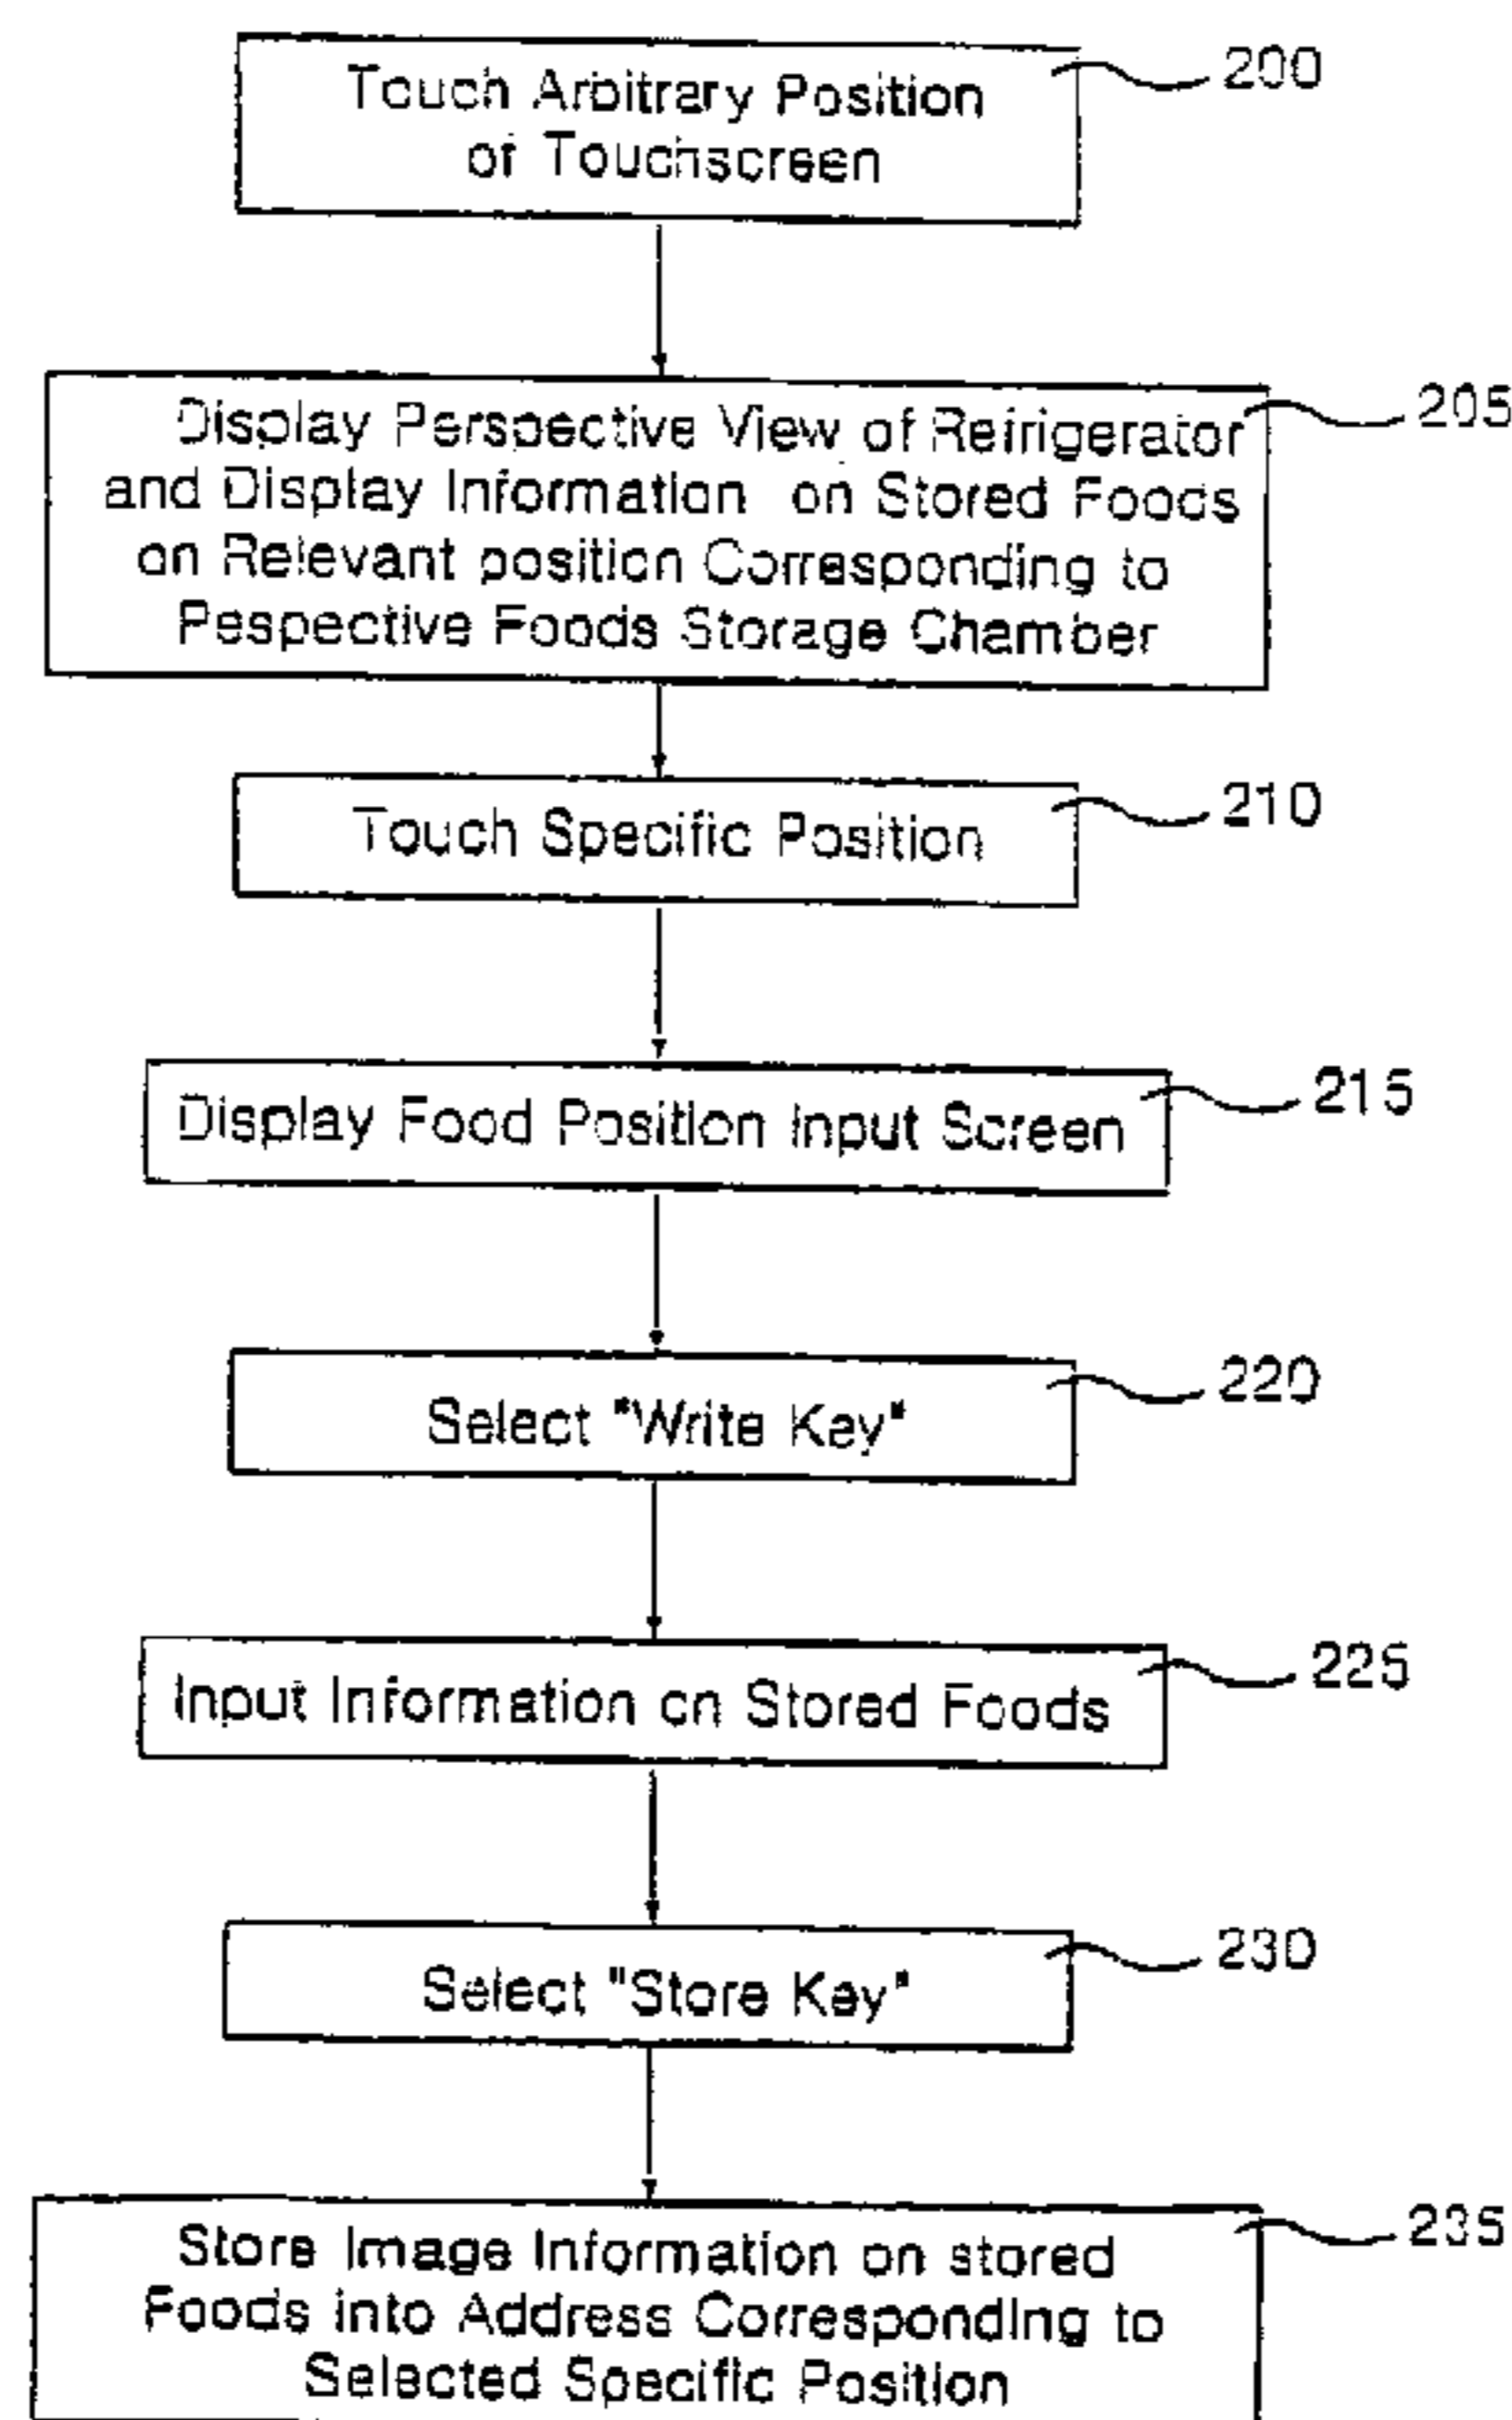 Touch Arbitrary Position
of Touchscreen
200
Display Perspective View of Refrigerator
and Display Information on Stored Foods
on Relevant position Corresponding to
Pespective Foods Storage Chamber
205
Touch Specific Position
210
Display Food Position Input Screen
215
Select "Write Key"
220
Input Information on Stored Foods
225
Select "Store Key"
230
Store Image Information on stored
Foods into Address Corresponding to
Selected Specific Position
235